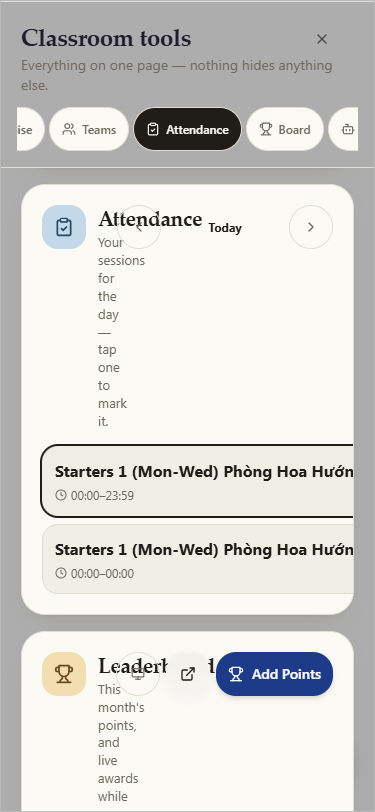 Classroom tools
Everything on one page — nothing hides anything
else.
ise
Teams
Attendance
Board
Attendance
Today
Your
sessions
for
the
day
—
tap
one
to
mark
it.
Starters 1 (Mon-Wed) Phòng Hoa Hướn
00:00–23:59
Starters 1 (Mon-Wed) Phòng Hoa Hướn
00:00–00:00
Add Points
This
month's
points,
and
live
awards
while